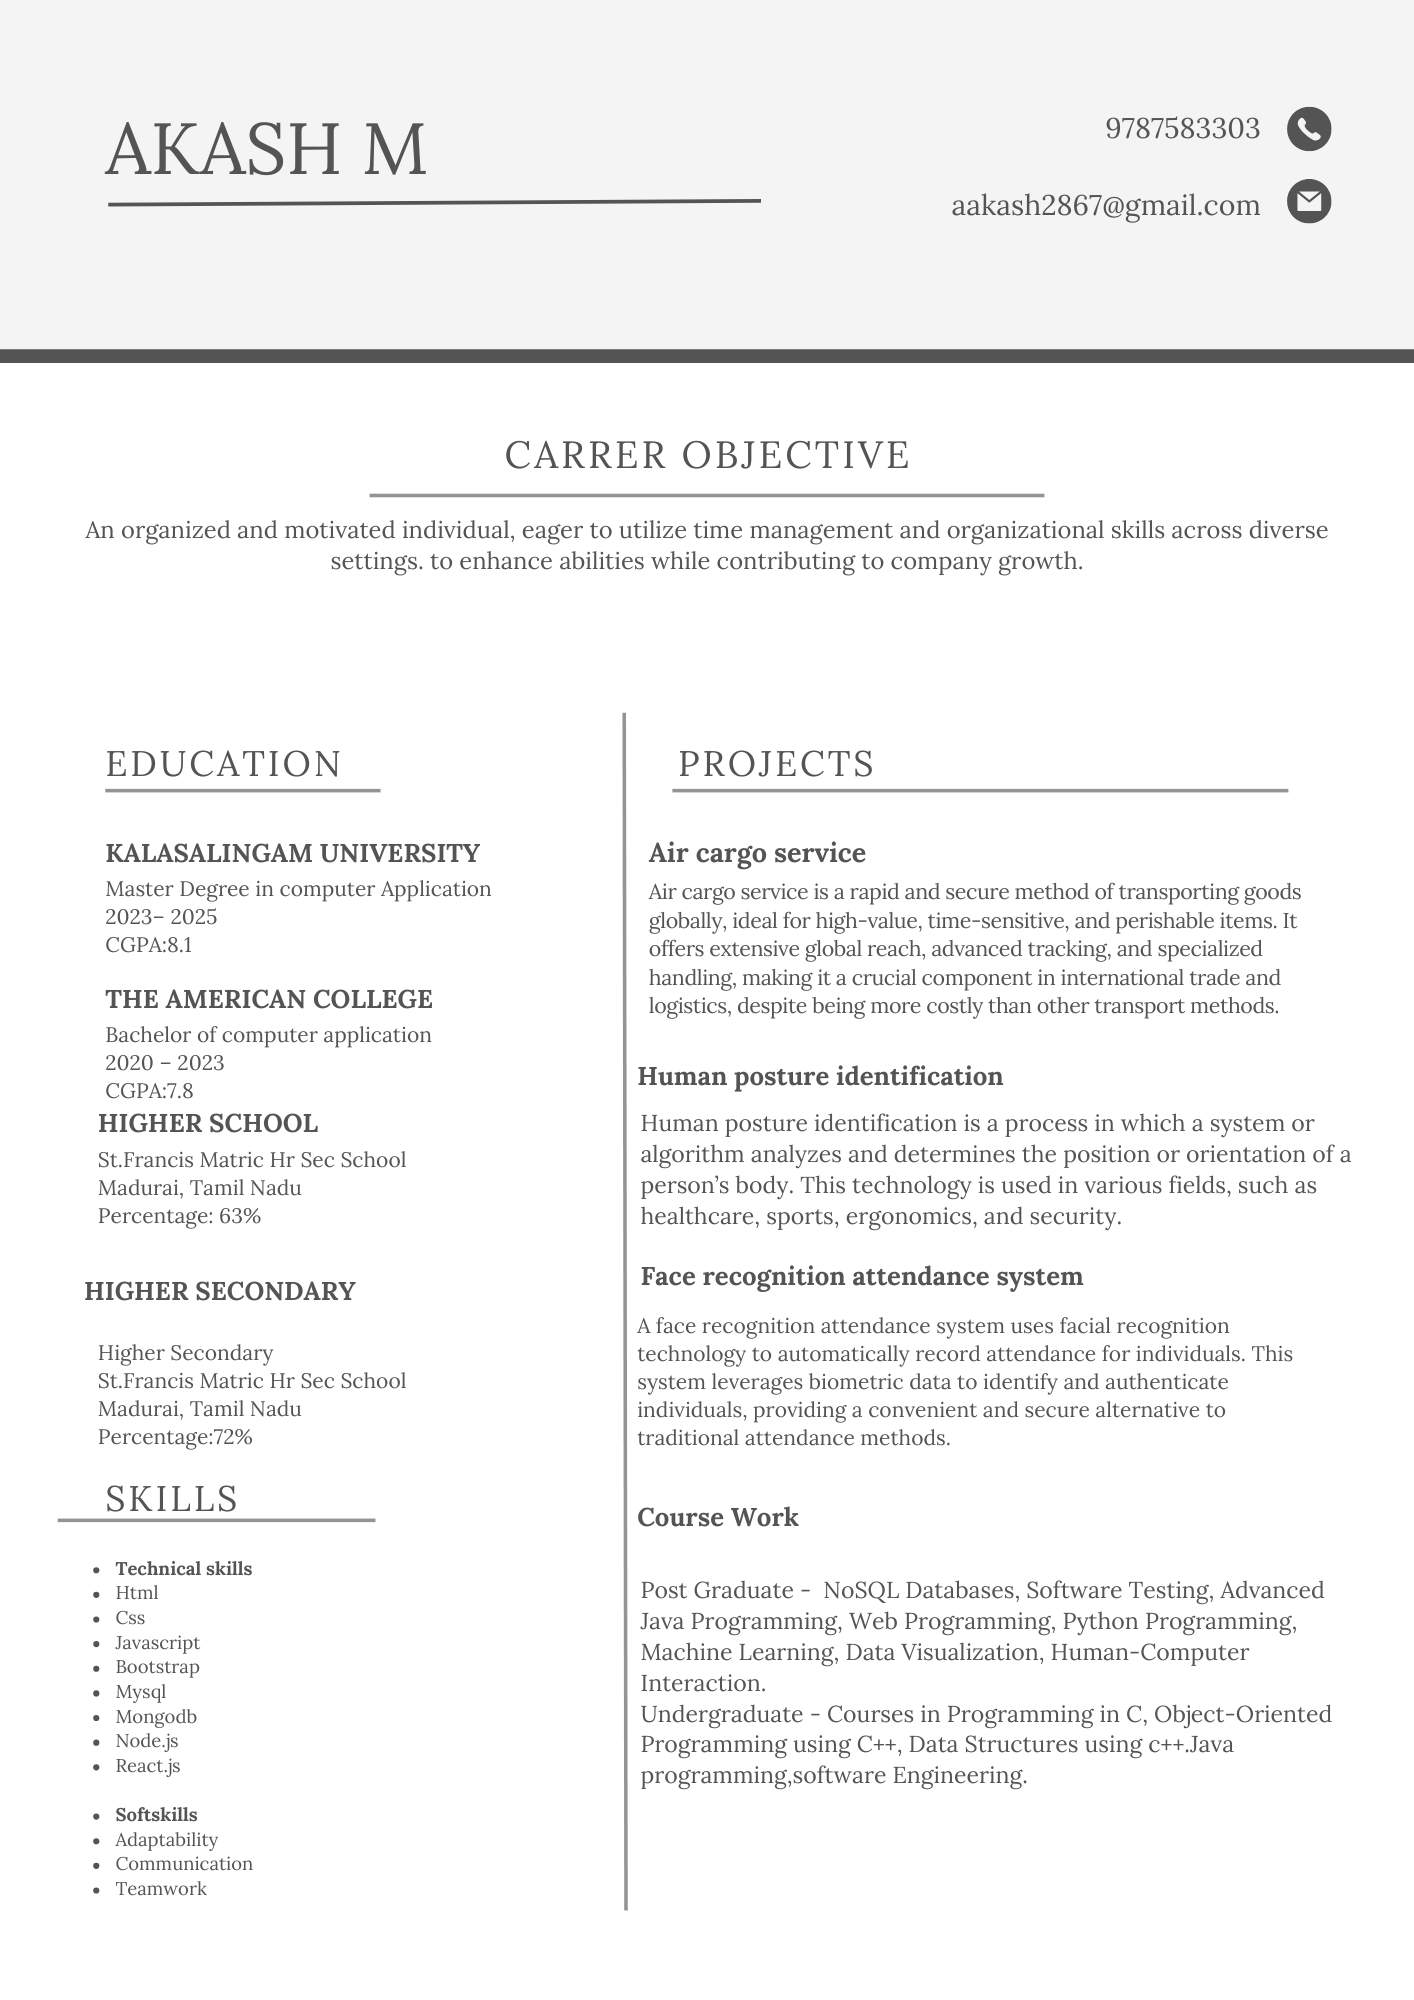 AKASH M
9787583303
aakash2867@gmail.com
CARRER OBJECTIVE
An organized and motivated individual, eager to utilize time management and organizational skills across diverse
settings. to enhance abilities while contributing to company growth.
EDUCATION
KALASALINGAM UNIVERSITY
Master Degree in computer Application
2023– 2025
CGPA:8.1
THE AMERICAN COLLEGE
Bachelor of computer application
2020 – 2023
CGPA:7.8
HIGHER SCHOOL
St.Francis Matric Hr Sec School
Madurai, Tamil Nadu
Percentage: 63%
HIGHER SECONDARY
Higher Secondary
St.Francis Matric Hr Sec School
Madurai, Tamil Nadu
Percentage:72%
SKILLS
• Technical skills
• Html
• Css
• Javascript
• Bootstrap
• Mysql
• Mongodb
• Node.js
• React.js
• Softskills
• Adaptability
• Communication
• Teamwork
PROJECTS
Air cargo service
Air cargo service is a rapid and secure method of transporting goods
globally, ideal for high-value, time-sensitive, and perishable items. It
offers extensive global reach, advanced tracking, and specialized
handling, making it a crucial component in international trade and
logistics, despite being more costly than other transport methods.
Human posture identification
Human posture identification is a process in which a system or
algorithm analyzes and determines the position or orientation of a
person’s body. This technology is used in various fields, such as
healthcare, sports, ergonomics, and security.
Face recognition attendance system
A face recognition attendance system uses facial recognition
technology to automatically record attendance for individuals. This
system leverages biometric data to identify and authenticate
individuals, providing a convenient and secure alternative to
traditional attendance methods.
Course Work
Post Graduate -  NoSQL Databases, Software Testing, Advanced
Java Programming, Web Programming, Python Programming,
Machine Learning, Data Visualization, Human-Computer
Interaction.
Undergraduate - Courses in Programming in C, Object-Oriented
Programming using C++, Data Structures using c++.Java
programming,software Engineering.